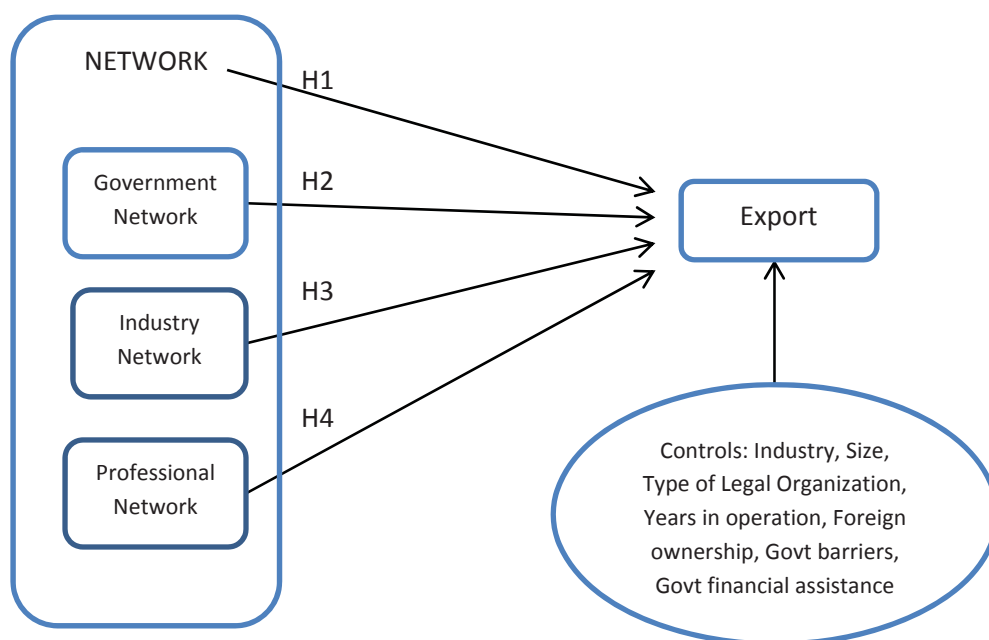 NETWORK
H1
Government
Network
H2
Export
Industry
Network
H3
Professional
Network
H4
Controls: Industry, Size,
Type of Legal Organization,
Years in operation, Foreign
ownership, Govt barriers,
Govt financial assistance